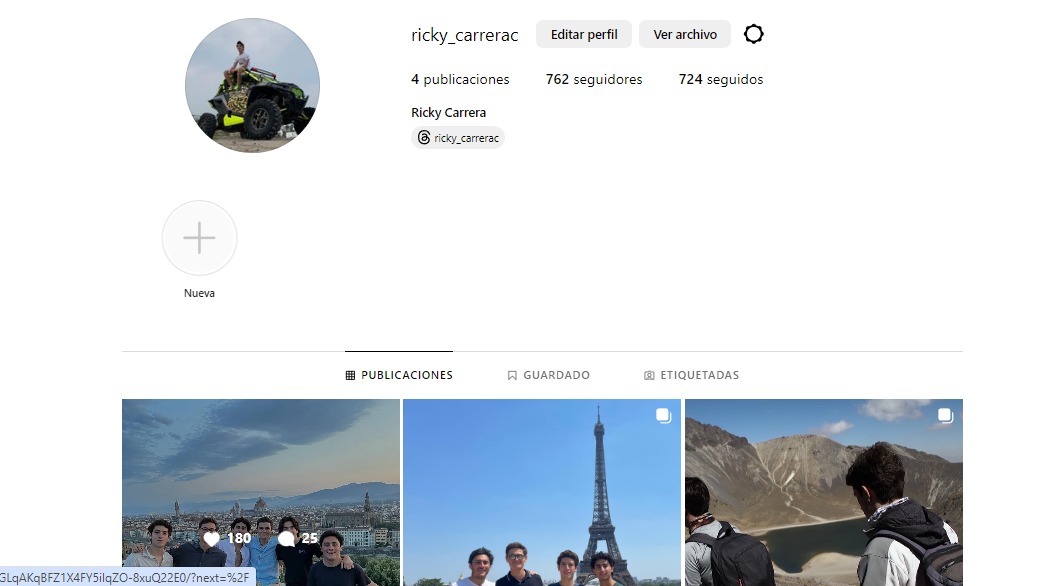 ricky_carrerac Editar perfil Ver archivo
4 publicaciones 762 seguidores 724 seguidos
Ricky Carrera
ricky_carrerac
Nueva
PUBLICACIONES GUARDADO ETIQUETADAS
180 25
GLqAKqBFZ1X4FY5iIqZO-8xuQ22E0/?next=%2F